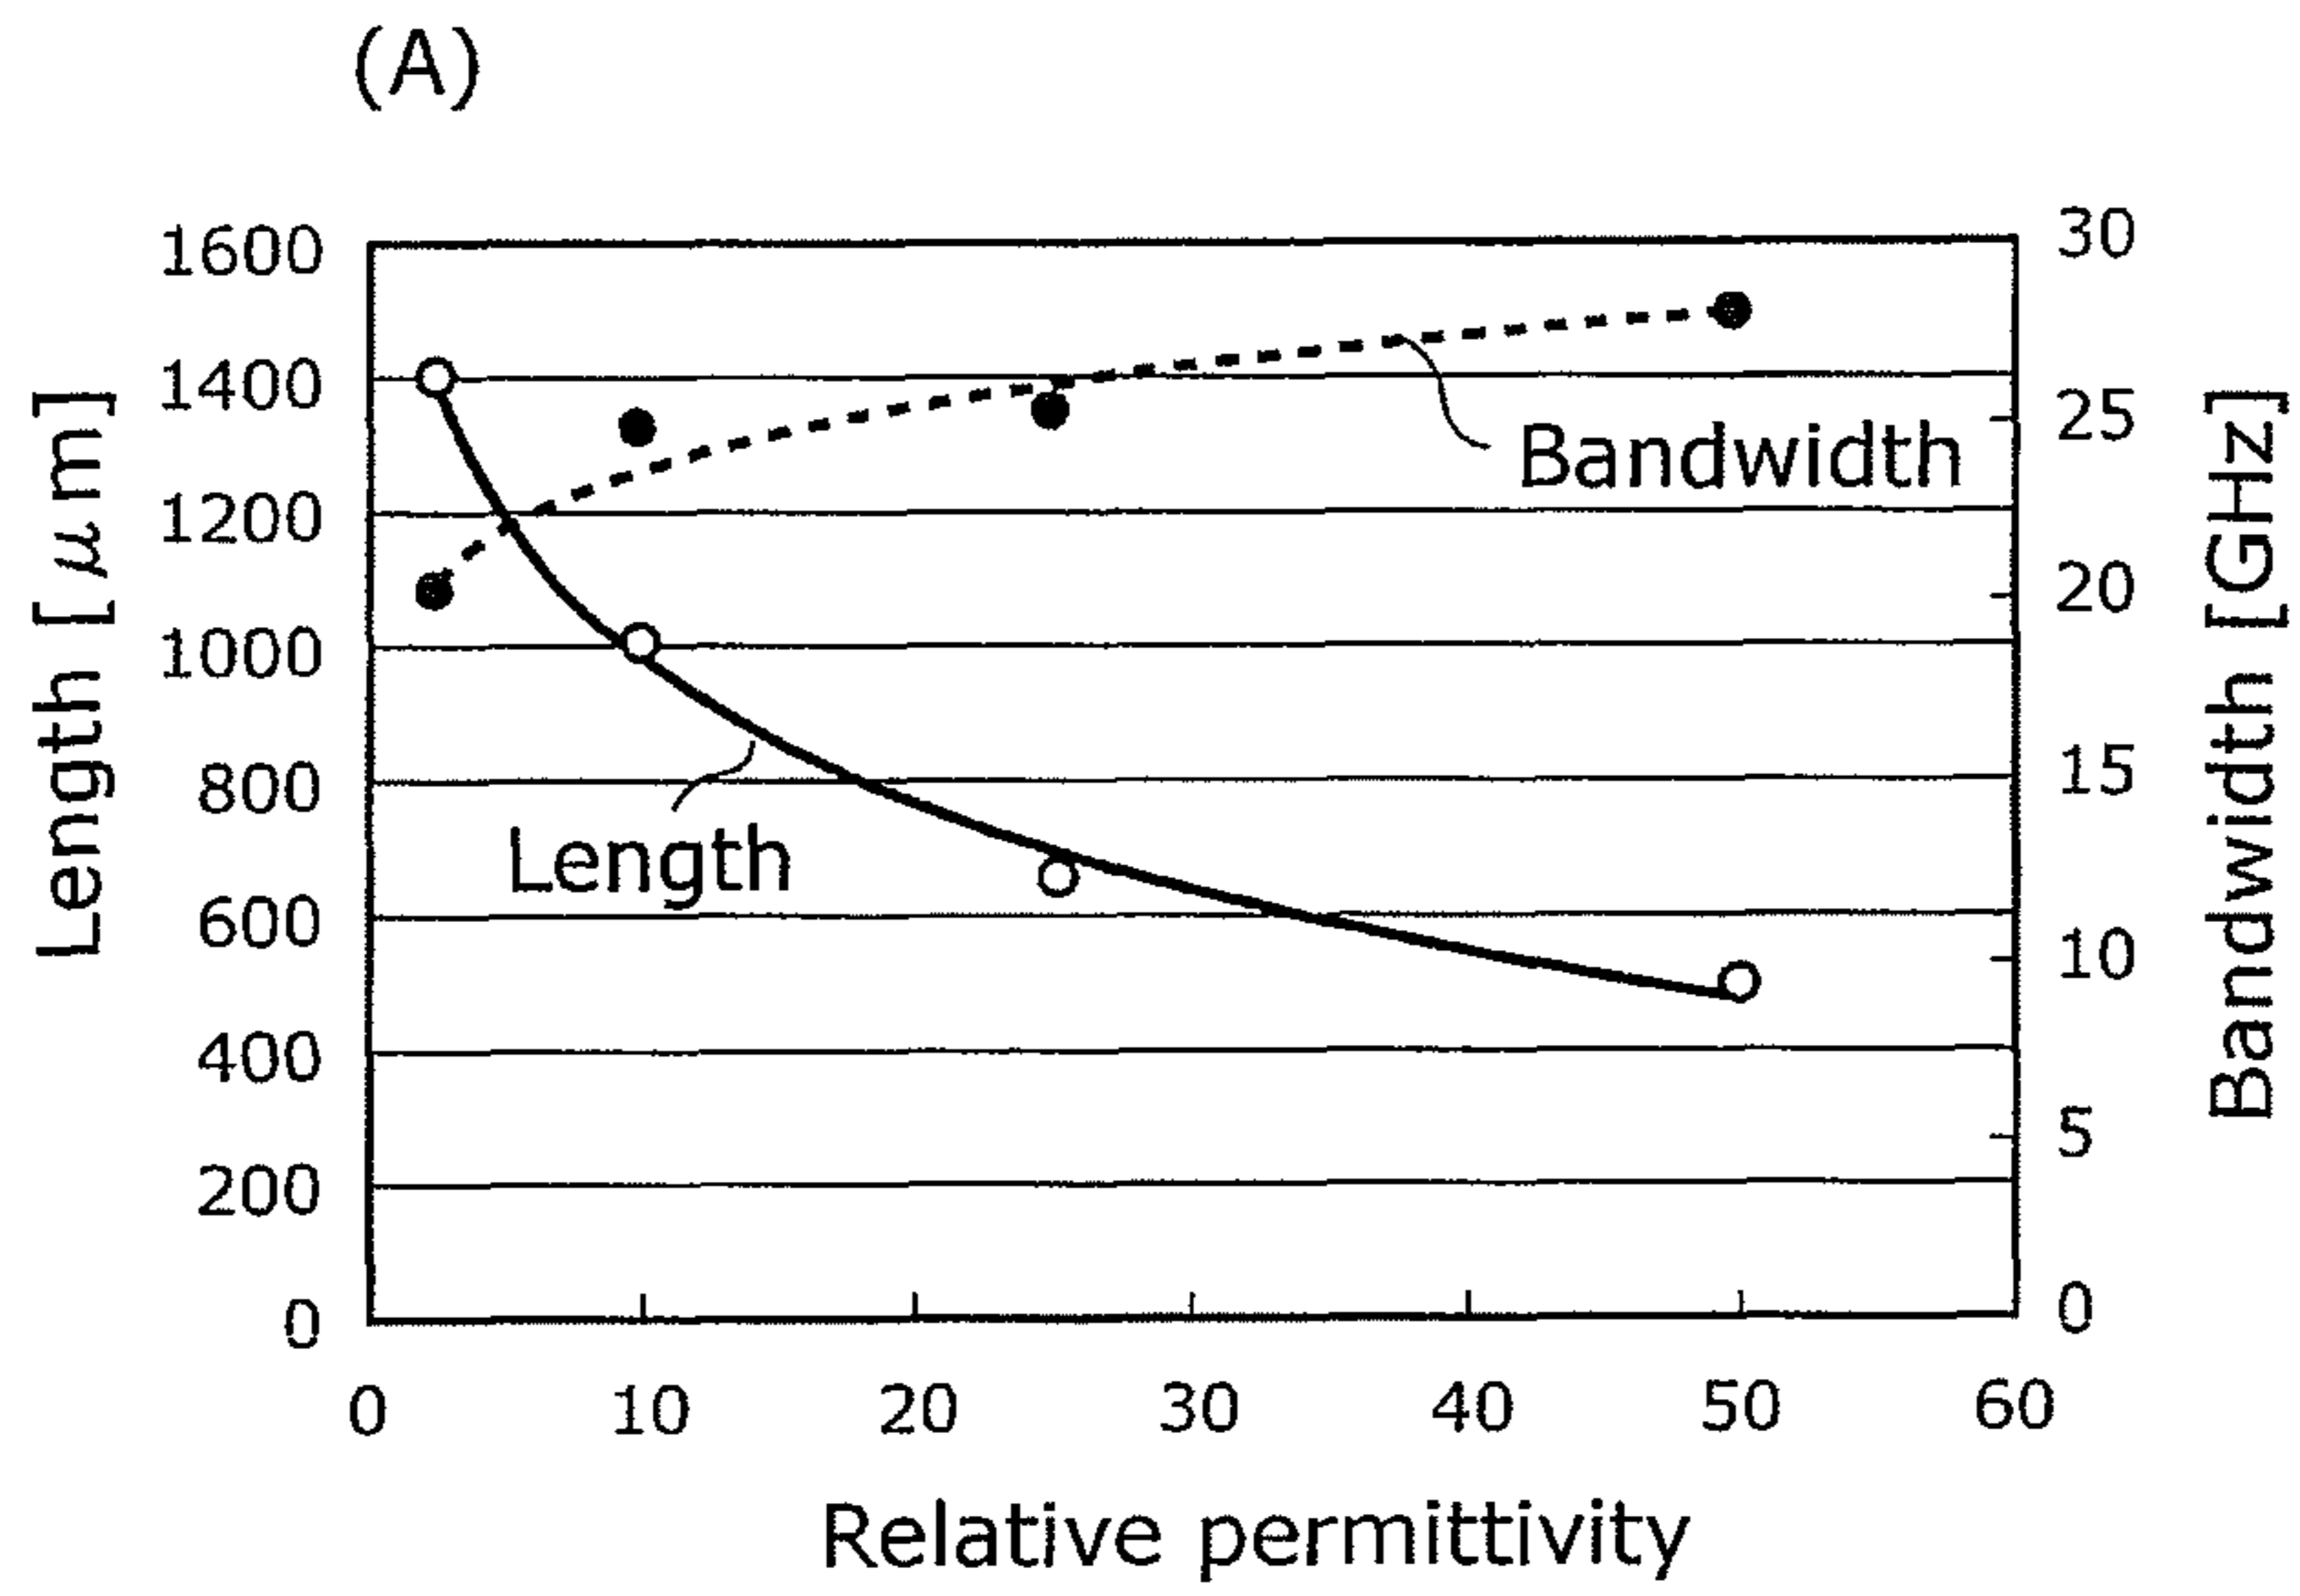 (A)
1600
1400
1200
1000
800
600
400
200
0
Length [μm]
30
25
20
15
10
5
0
Bandwidth [GHz]
Bandwidth
Length
0 10 20 30 40 50 60
Relative permittivity